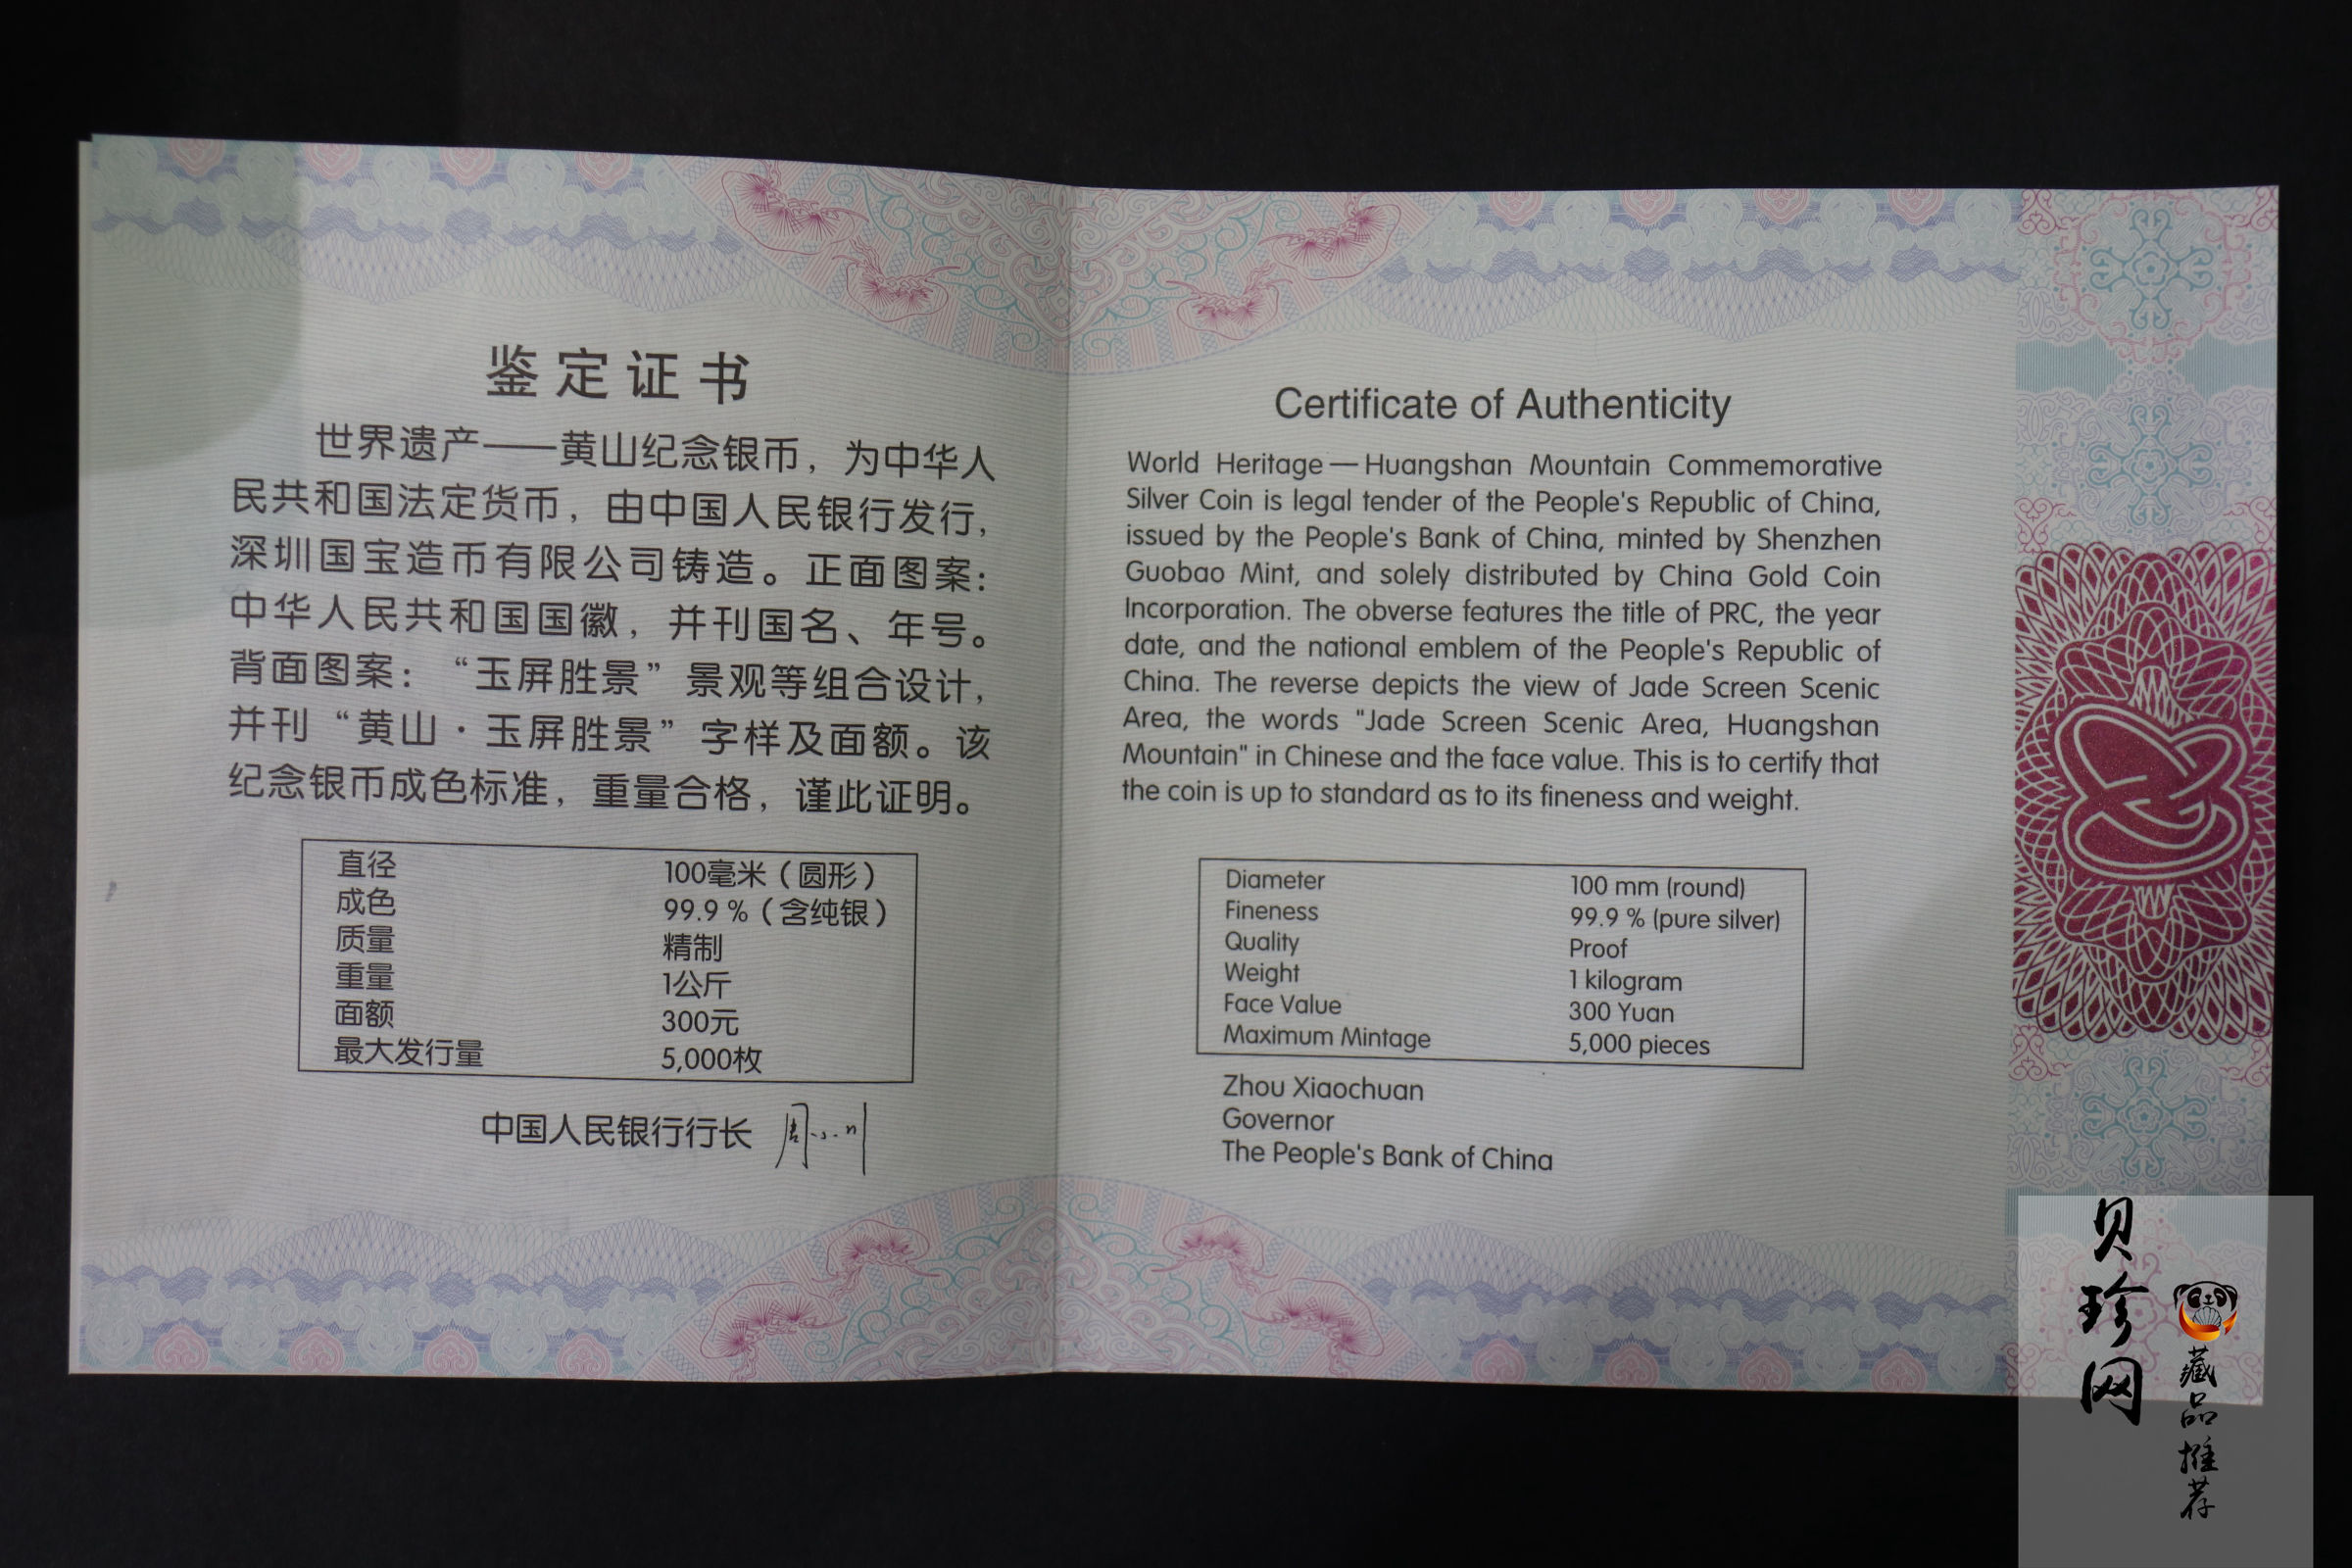 鉴定证书
世界遗产——黄山纪念银币，为中华人
民共和国法定货币，由中国人民银行发行，
深圳国宝造币有限公司铸造。正面图案：
中华人民共和国国徽，并刊国名、年号。
背面图案：“玉屏胜景”景观等组合设计，
并刊“黄山·玉屏胜景”字样及面额。该
纪念银币成色标准，重量合格，谨此证明。
直径 100毫米（圆形）
成色 99.9 %（含纯银）
质量 精制
重量 1公斤
面额 300元
最大发行量 5,000枚
中国人民银行行长 周小川
Certificate of Authenticity
World Heritage — Huangshan Mountain Commemorative
Silver Coin is legal tender of the People's Republic of China,
issued by the People's Bank of China, minted by Shenzhen
Guobao Mint, and solely distributed by China Gold Coin
Incorporation. The obverse features the title of PRC, the year
date, and the national emblem of the People's Republic of
China. The reverse depicts the view of Jade Screen Scenic
Area, the words "Jade Screen Scenic Area, Huangshan
Mountain" in Chinese and the face value. This is to certify that
the coin is up to standard as to its fineness and weight.
Diameter 100 mm (round)
Fineness 99.9 % (pure silver)
Quality Proof
Weight 1 kilogram
Face Value 300 Yuan
Maximum Mintage 5,000 pieces
Zhou Xiaochuan
Governor
The People's Bank of China
贝珍网
藏品推荐